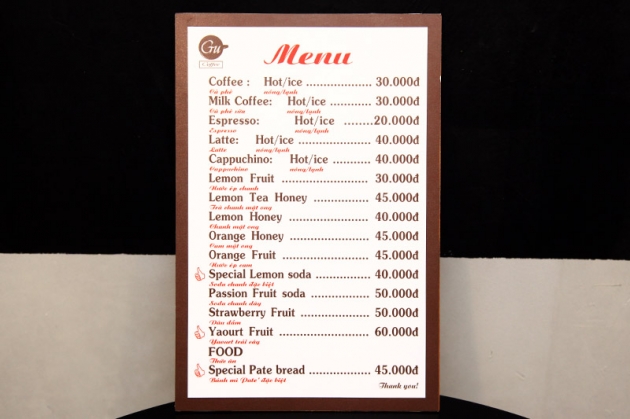 Gu
Coffee
Menu
Coffee : Hot/ice ...................... 30.000đ
Cà phê nóng/lạnh
Milk Coffee: Hot/ice ............. 30.000đ
Cà phê sữa nóng/lạnh
Espresso: Hot/ice ........20.000đ
Espresso nóng/lạnh
Latte: Hot/ice ........................ 40.000đ
Latte nóng/lạnh
Cappuchino: Hot/ice ............ 40.000đ
Cappuchino nóng/lạnh
Lemon Fruit ............................ 30.000đ
Nước ép chanh
Lemon Tea Honey .................... 45.000đ
Trà chanh mật ong
Lemon Honey .......................... 40.000đ
Chanh mật ong
Orange Honey ......................... 45.000đ
Cam mật ong
Orange Fruit ............................ 45.000đ
Nước ép cam
Special Lemon soda .................. 40.000đ
Soda chanh đặc biệt
Passion Fruit soda .................... 50.000đ
Soda chanh dây
Strawberry Fruit ....................... 50.000đ
Dâu dầm
Yaourt Fruit ............................. 60.000đ
Yaourt trái cây
FOOD
Thức ăn
Special Pate bread .................... 45.000đ
Bánh mì 'Pate' đặc biệt
Thank you!